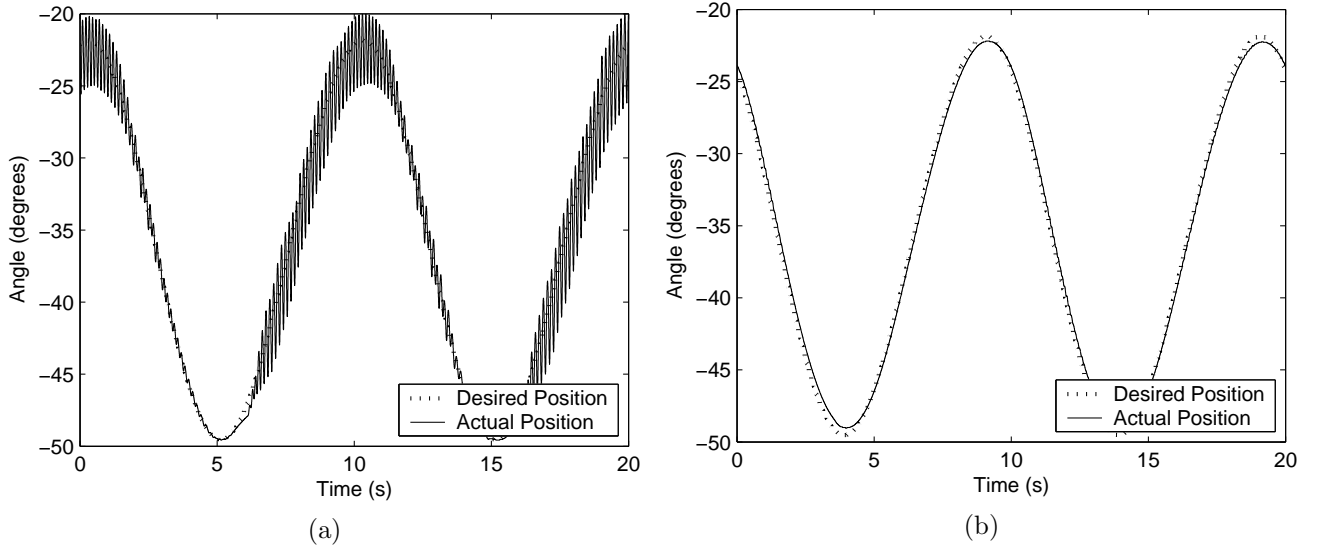 −20
−25
−30
−35
−40
−45
−50
0
5
10
15
20
Angle (degrees)
Time (s)
Desired Position
Actual Position
(a)
−20
−25
−30
−35
−40
−45
−50
0
5
10
15
20
Angle (degrees)
Time (s)
Desired Position
Actual Position
(b)